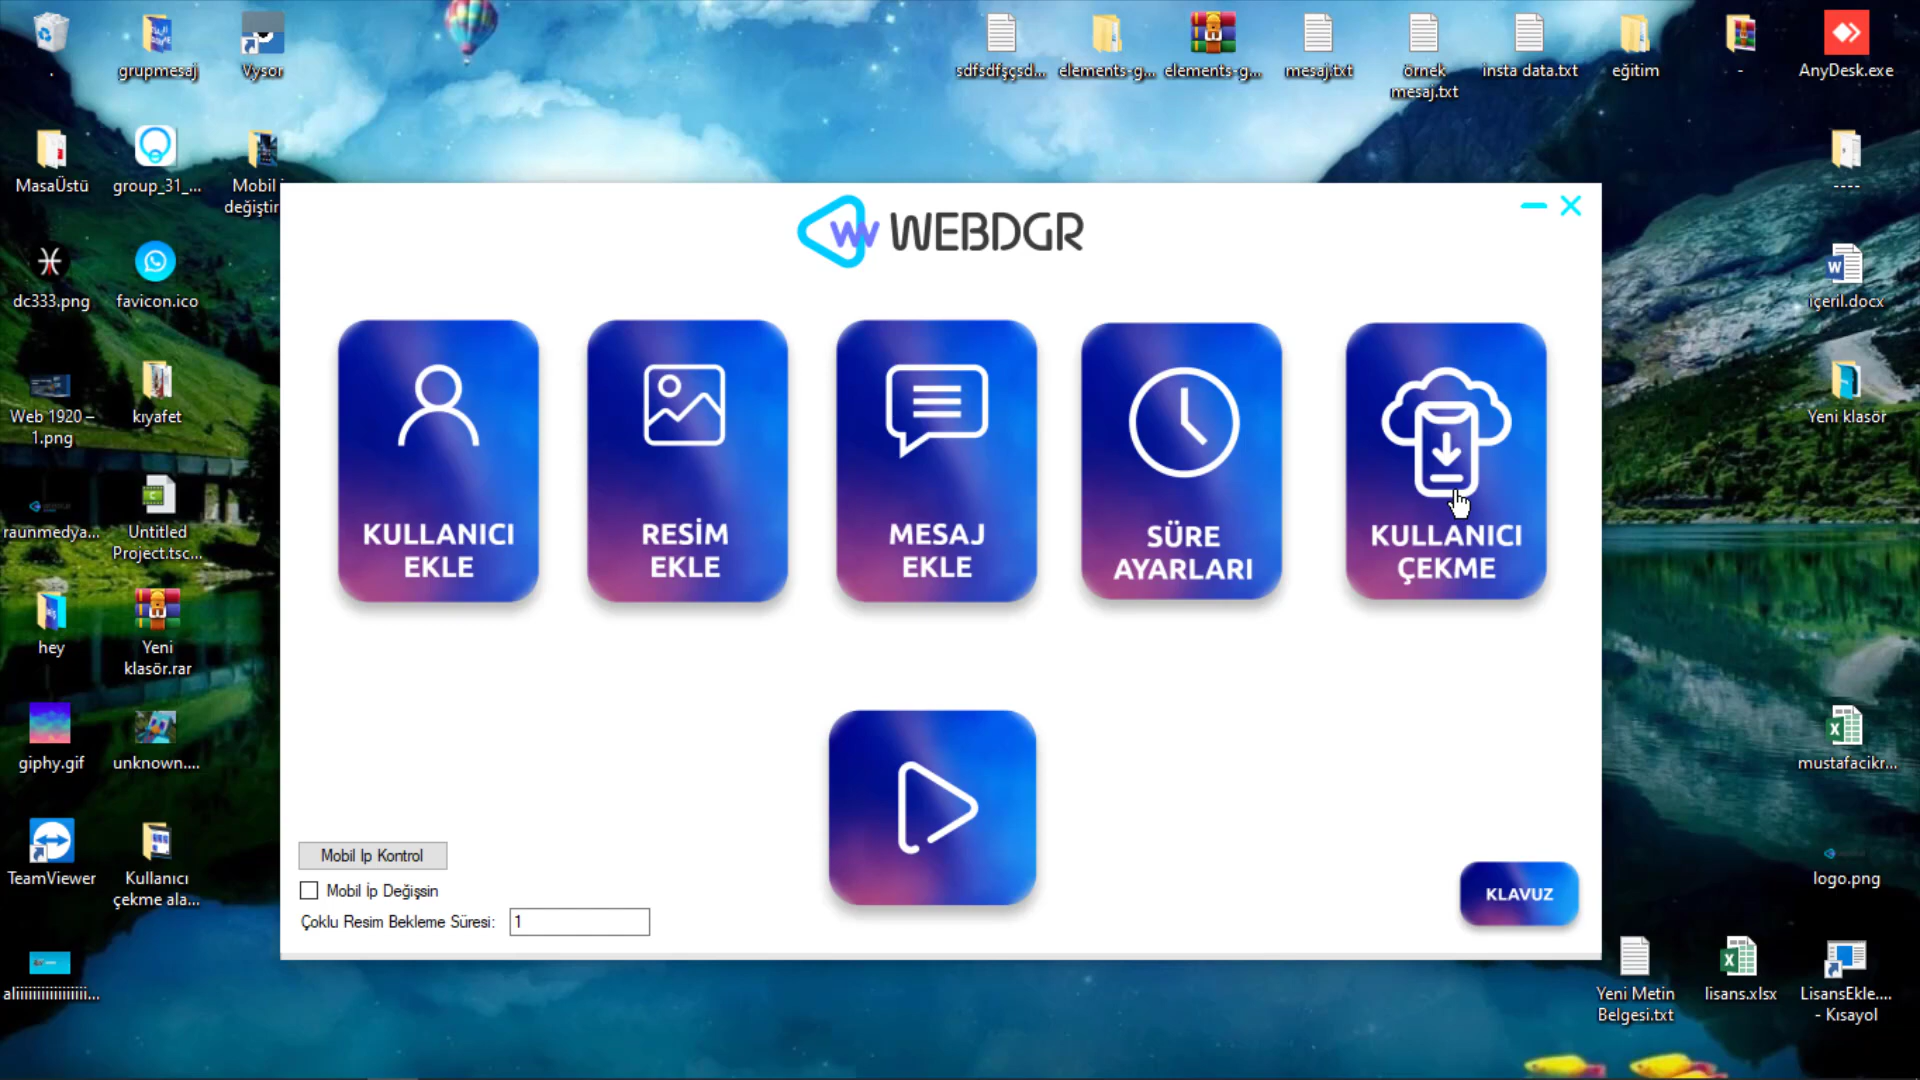 .
grupmesaj
Vysor
sdfsdfşçsd...
elements-g...
elements-g...
mesaj.txt
örnek
mesaj.txt
insta data.txt
eğitim
-
AnyDesk.exe
MasaÜstü
group_31_...
Mobil
değiştir
----
WEBDGR
dc333.png
favicon.ico
içeril.docx
Web 1920 –
1.png
kıyafet
Yeni klasör
KULLANICI
EKLE
RESİM
EKLE
MESAJ
EKLE
SÜRE
AYARLARI
KULLANICI
ÇEKME
raunmedya...
Untitled
Project.tsc...
hey
Yeni
klasör.rar
giphy.gif
unknown....
mustafacikr...
TeamViewer
Kullanıcı
çekme ala...
logo.png
Mobil Ip Kontrol
Mobil İp Değişsin
Çoklu Resim Bekleme Süresi:
1
KLAVUZ
Yeni Metin
Belgesi.txt
lisans.xlsx
LisansEkle....
- Kısayol